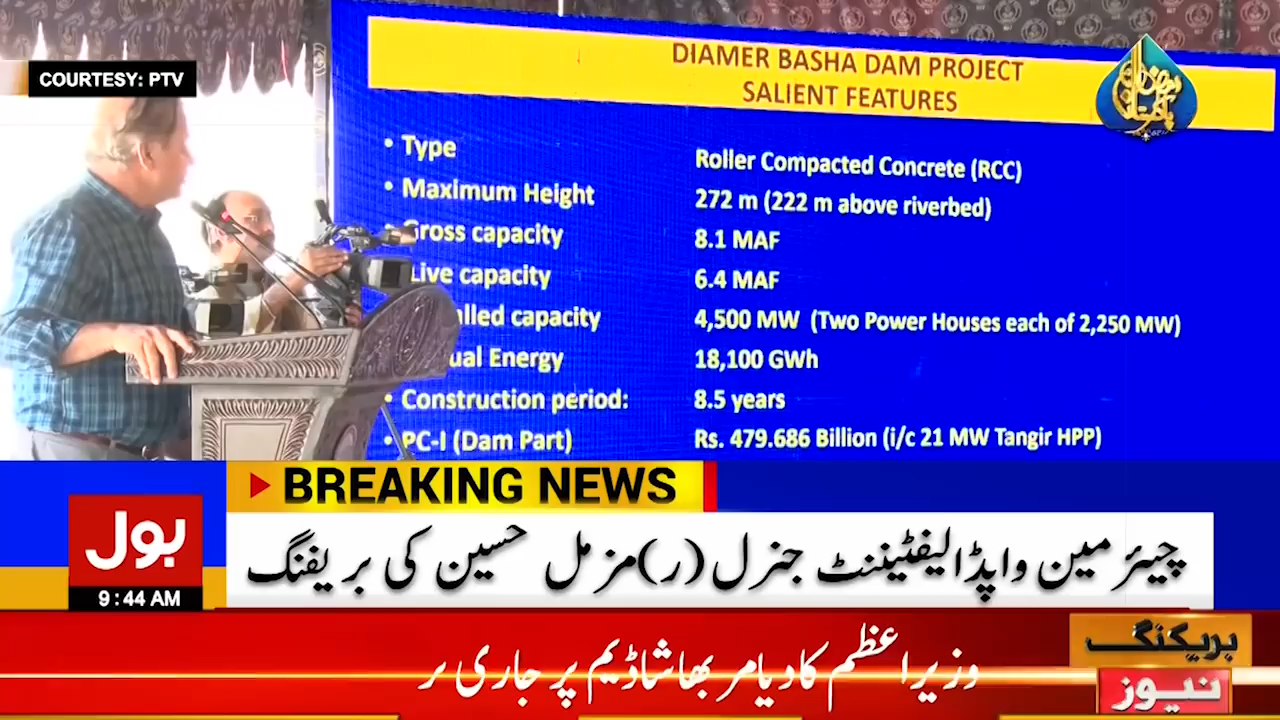 COURTESY: PTV
DIAMER BASHA DAM PROJECT
SALIENT FEATURES
• Type Roller Compacted Concrete (RCC)
• Maximum Height 272 m (222 m above riverbed)
• Gross capacity 8.1 MAF
Live capacity 6.4 MAF
lled capacity 4,500 MW (Two Power Houses each of 2,250 MW)
ual Energy 18,100 GWh
• Construction period: 8.5 years
• PC-I (Dam Part) Rs. 479.686 Billion (i/c 21 MW Tangir HPP)
BREAKING NEWS
بول
9:44 AM
چیئرمین واپڈا لیفٹیننٹ جنرل (ر) مزمل حسین کی بریفنگ
وزیراعظم کا دیامر بھاشا ڈیم پر جاری ر
بریکنگ
نیوز